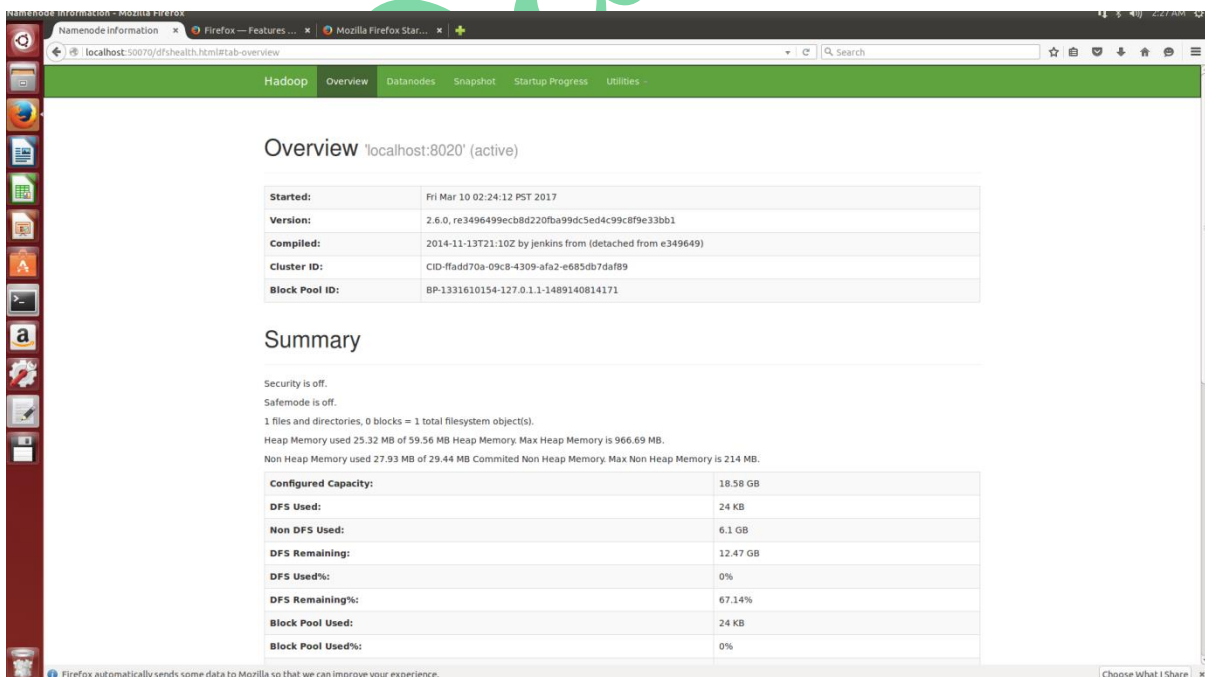 Namenode information - Mozilla Firefox
2:27 AM
Namenode information × Firefox — Features ... × Mozilla Firefox Star... ×
localhost:50070/dfshealth.html#tab-overview Search
Hadoop Overview Datanodes Snapshot Startup Progress Utilities
Overview 'localhost:8020' (active)
Started: Fri Mar 10 02:24:12 PST 2017
Version: 2.6.0, re3496499ecb8d220fba99dc5ed4c99c8f9e33bb1
Compiled: 2014-11-13T21:10Z by jenkins from (detached from e349649)
Cluster ID: CID-ffadd70a-09c8-4309-afa2-e685db7daf89
Block Pool ID: BP-1331610154-127.0.1.1-1489140814171
Summary
Security is off.
Safemode is off.
1 files and directories, 0 blocks = 1 total filesystem object(s).
Heap Memory used 25.32 MB of 59.56 MB Heap Memory. Max Heap Memory is 966.69 MB.
Non Heap Memory used 27.93 MB of 29.44 MB Commited Non Heap Memory. Max Non Heap Memory is 214 MB.
Configured Capacity: 18.58 GB
DFS Used: 24 KB
Non DFS Used: 6.1 GB
DFS Remaining: 12.47 GB
DFS Used%: 0%
DFS Remaining%: 67.14%
Block Pool Used: 24 KB
Block Pool Used%: 0%
Firefox automatically sends some data to Mozilla so that we can improve your experience. Choose What I Share ×